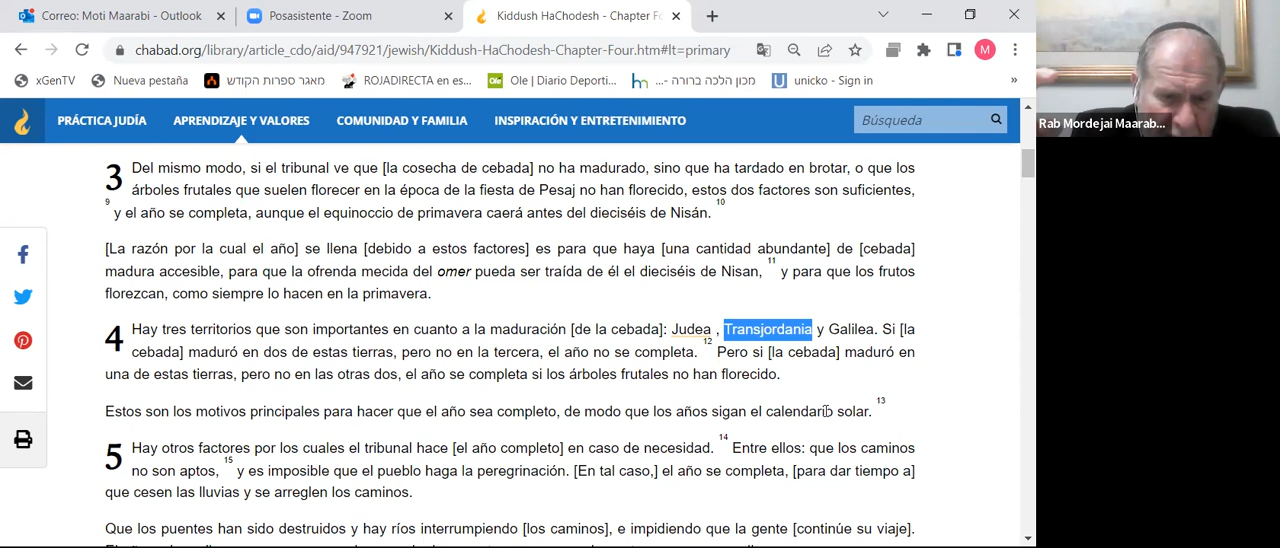 Correo: Moti Maarabi - Outlook
Posasistente - Zoom
Kiddush HaChodesh - Chapter Fo
chabad.org/library/article_cdo/aid/947921/jewish/Kiddush-HaChodesh-Chapter-Four.htm#lt=primary
M
xGenTV
Nueva pestaña
מאגר ספרות הקודש
ROJADIRECTA en es...
Ole
Ole | Diario Deporti...
hm
מכון הלכה ברורה -...
U
unicko - Sign in
»
PRÁCTICA JUDÍA
APRENDIZAJE Y VALORES
COMUNIDAD Y FAMILIA
INSPIRACIÓN Y ENTRETENIMIENTO
Búsqueda
Rab Mordejai Maarab...
3 Del mismo modo, si el tribunal ve que [la cosecha de cebada] no ha madurado, sino que ha tardado en brotar, o que los
árboles frutales que suelen florecer en la época de la fiesta de Pesaj no han florecido, estos dos factores son suficientes,
9 y el año se completa, aunque el equinoccio de primavera caerá antes del dieciséis de Nisán. 10
[La razón por la cual el año] se llena [debido a estos factores] es para que haya [una cantidad abundante] de [cebada]
madura accesible, para que la ofrenda mecida del omer pueda ser traída de él el dieciséis de Nisan, 11 y para que los frutos
florezcan, como siempre lo hacen en la primavera.
4 Hay tres territorios que son importantes en cuanto a la maduración [de la cebada]: Judea , Transjordania y Galilea. Si [la
cebada] maduró en dos de estas tierras, pero no en la tercera, el año no se completa. 12 Pero si [la cebada] maduró en
una de estas tierras, pero no en las otras dos, el año se completa si los árboles frutales no han florecido.
Estos son los motivos principales para hacer que el año sea completo, de modo que los años sigan el calendario solar. 13
5 Hay otros factores por los cuales el tribunal hace [el año completo] en caso de necesidad. 14 Entre ellos: que los caminos
no son aptos, 15 y es imposible que el pueblo haga la peregrinación. [En tal caso,] el año se completa, [para dar tiempo a]
que cesen las lluvias y se arreglen los caminos.
Que los puentes han sido destruidos y hay ríos interrumpiendo [los caminos], e impidiendo que la gente [continúe su viaje].